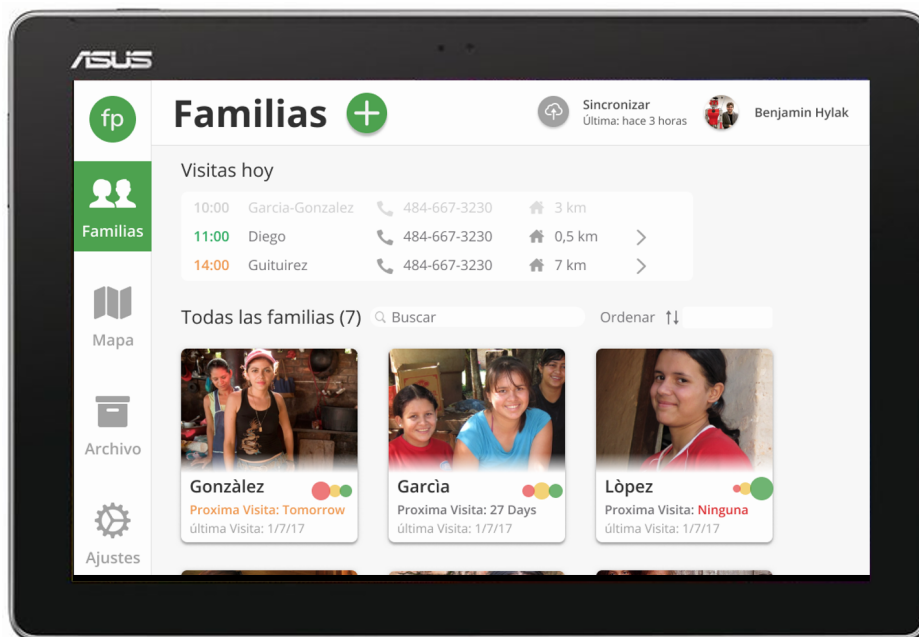 ASUS
fp
Familias
Sincronizar
Última: hace 3 horas
Benjamin Hylak
Familias
Mapa
Archivo
Ajustes
Visitas hoy
10:00 Garcia-Gonzalez 484-667-3230 3 km
11:00 Diego 484-667-3230 0,5 km
14:00 Guituirez 484-667-3230 7 km
Todas las familias (7)
Buscar
Ordenar
Gonzàlez
Proxima Visita: Tomorrow
última Visita: 1/7/17
Garcìa
Proxima Visita: 27 Days
última Visita: 1/7/17
Lòpez
Proxima Visita: Ninguna
última Visita: 1/7/17